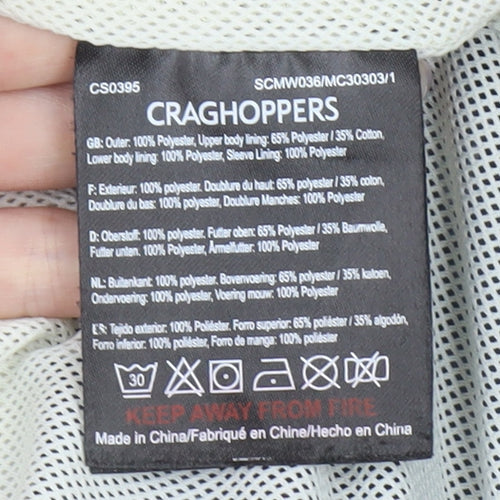 CS0395 SCMW036/MC30303/1
CRAGHOPPERS
GB: Outer: 100% Polyester, Upper body lining: 65% Polyester / 35% Cotton,
Lower body lining: 100% Polyester, Sleeve Lining: 100% Polyester.
F: Exterieur: 100% polyester. Doublure du haut: 65% polyester / 35% coton,
Doublure du bas: 100% polyester, Doublure Manches: 100% Polyester.
D: Oberstoff: 100% Polyester. Futter oben: 65% Polyester / 35% Baumwolle,
Futter unten. 100% Polyester, Ärmelfutter: 100% Polyester.
NL: Buitenkant: 100% polyester. Bovenvoering: 65% polyester / 35% katoen,
Ondervoering: 100% polyester, Voering mouw: 100% Polyester.
ES: Tejido exterior: 100% Poliéster. Forro superior: 65% poliéster / 35% algodón,
Forro inferior: 100% poliéster, Forro de manga: 100% poliéster.
30
KEEP AWAY FROM FIRE
Made in China/Fabriqué en Chine/Hecho en China